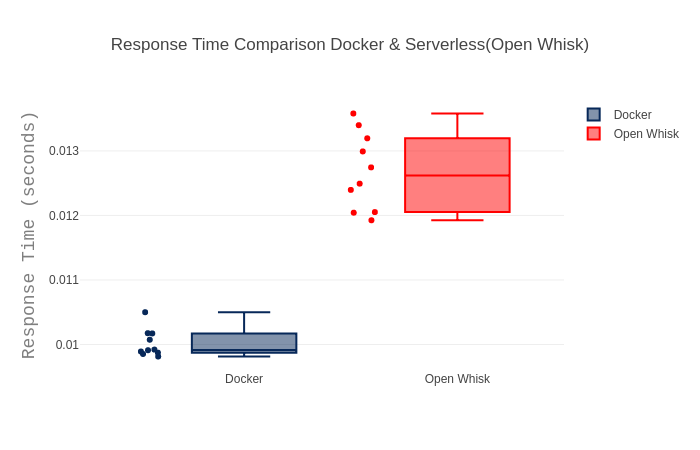 Response Time Comparison Docker & Serverless(Open Whisk)
Response Time (seconds)
0.013
0.012
0.011
0.01
Docker
Open Whisk
Docker
Open Whisk